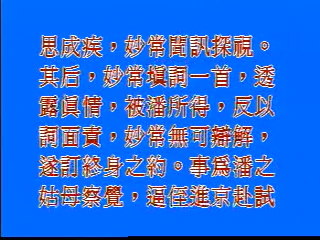 思成疾，妙常聞訊探視。
其后，妙常填詞一首，透
露真情，被潘所得，反以
詞面責，妙常無可辯解，
遂訂終身之約。事為潘之
姑母察覺，逼侄進京赴試